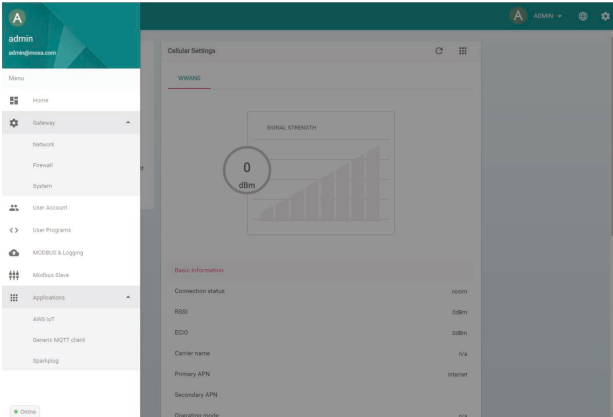 A
admin
admin@moxa.com
Menu
Home
Gateway
Network
Firewall
System
User Account
User Programs
MODBUS & Logging
Modbus Slave
Applications
AWS IoT
Generic MQTT client
Sparkplug
Online
A ADMIN
Cellular Settings
WWAN0
SIGNAL STRENGTH
0
dBm
Basic Information
Connection status
RSSI 0dBm
ECIO 0dBm
Carrier name n/a
Primary APN internet
Secondary APN
Operating mode n/a